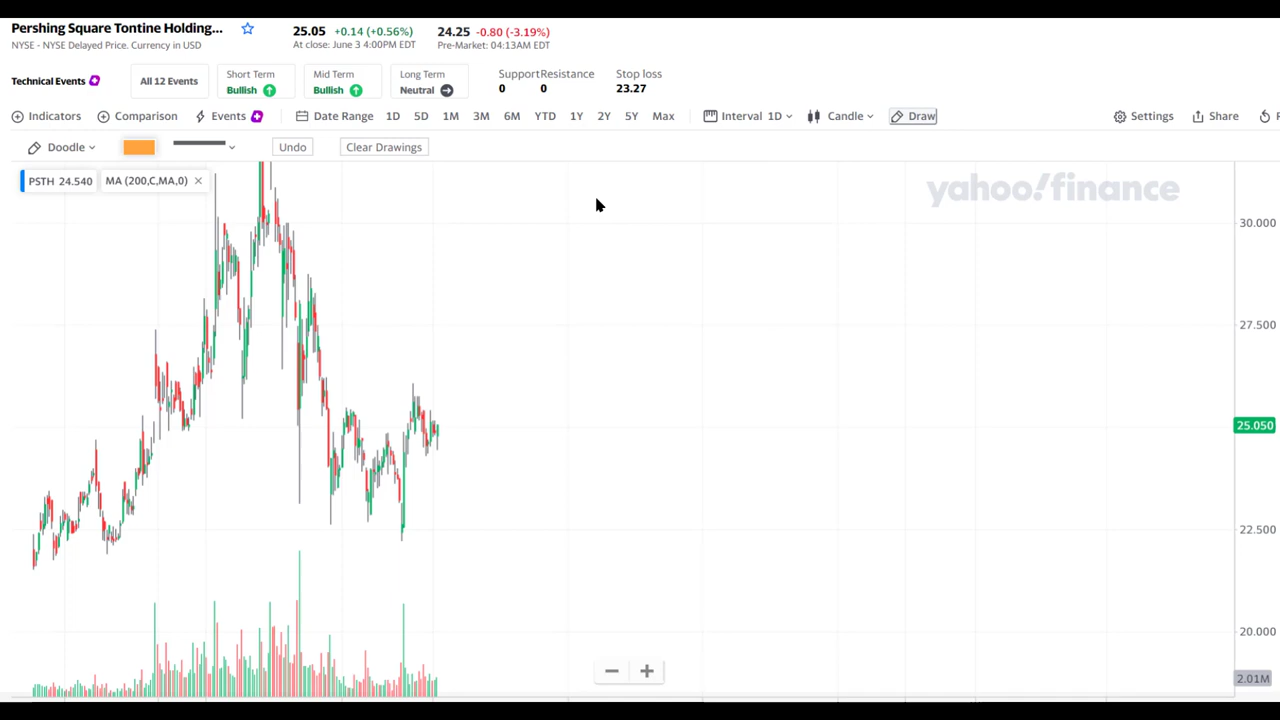 Pershing Square Tontine Holding...
25.05 +0.14 (+0.56%) 24.25 -0.80 (-3.19%)
NYSE - NYSE Delayed Price. Currency in USD At close: June 3 4:00PM EDT Pre-Market: 04:13AM EDT
Technical Events All 12 Events
Short Term Bullish
Mid Term Bullish
Long Term Neutral
Support 0
Resistance 0
Stop loss 23.27
Indicators Comparison Events Date Range 1D 5D 1M 3M 6M YTD 1Y 2Y 5Y Max Interval 1D Candle Draw Settings Share
Doodle Undo Clear Drawings
PSTH 24.540 MA (200,C,MA,0)
yahoo!finance
30.000
27.500
25.050
22.500
20.000
2.01M